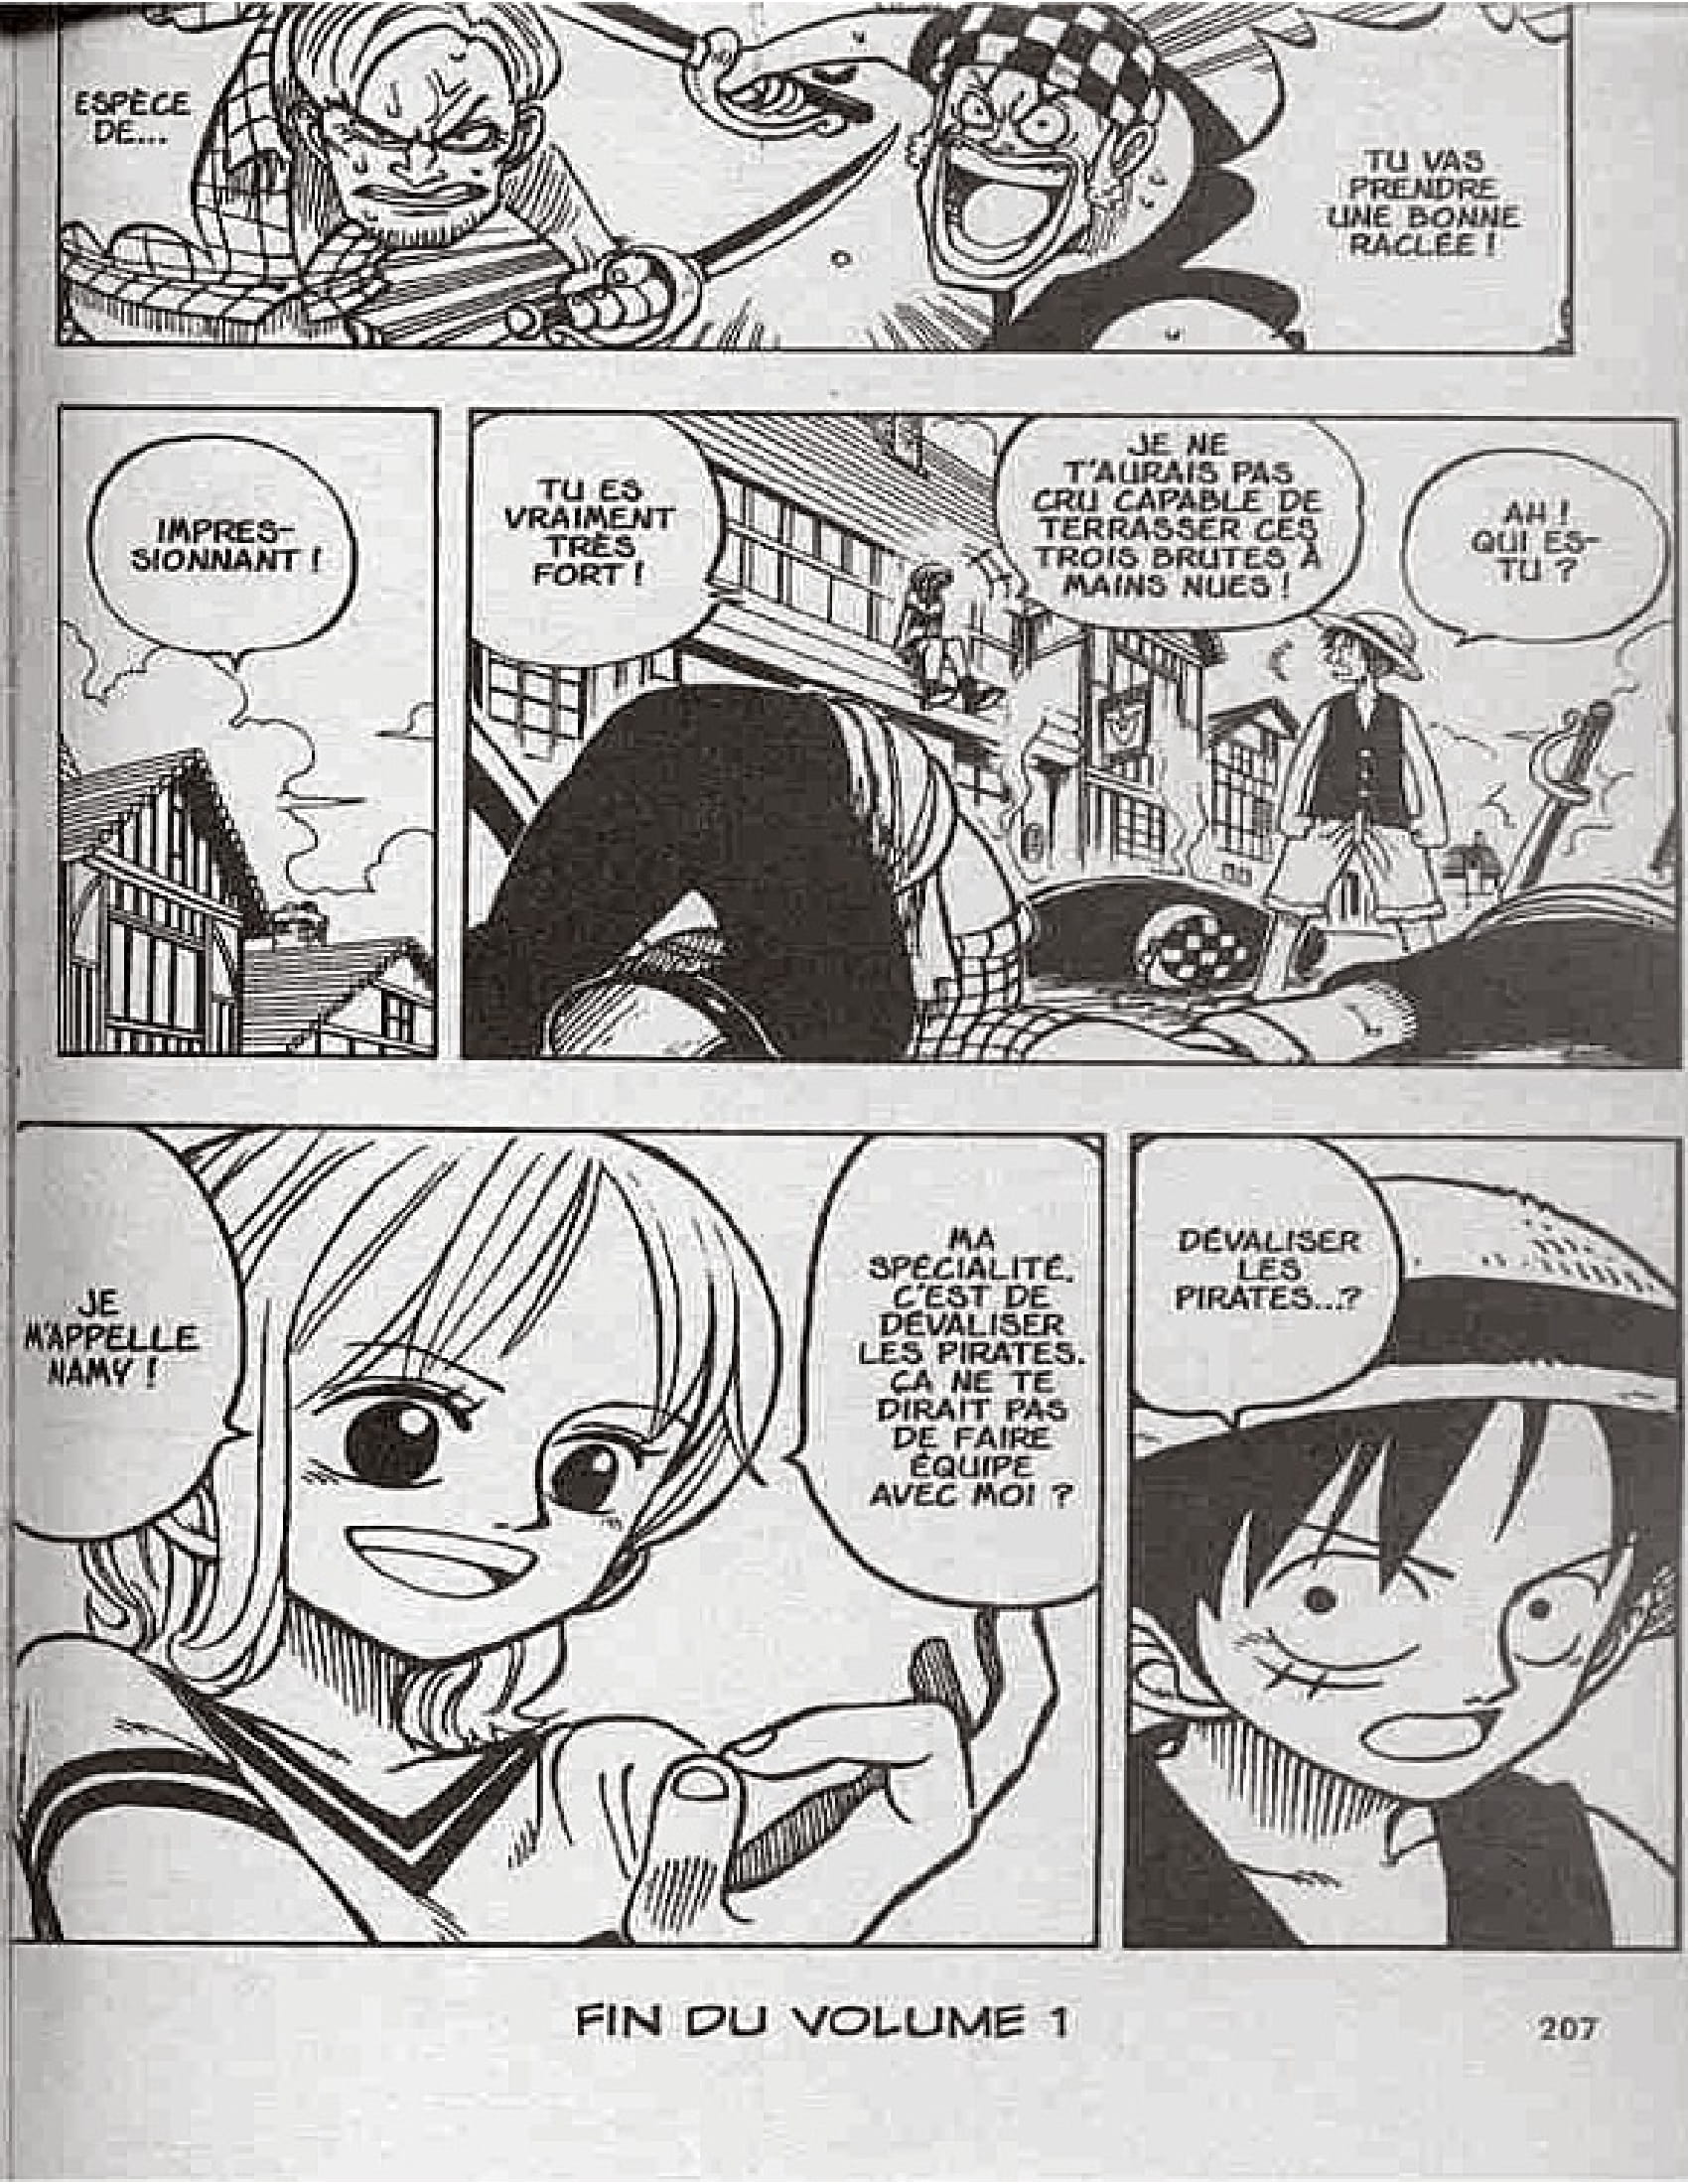 ESPÈCE
DE...
TU VAS
PRENDRE
UNE BONNE
RACLÉE !
IMPRES-
SIONNANT !
TU ES
VRAIMENT
TRÈS
FORT !
JE NE
T'AURAIS PAS
CRU CAPABLE DE
TERRASSER CES
TROIS BRUTES À
MAINS NUES !
AH !
QUI ES-
TU ?
JE
M'APPELLE
NAMY !
MA
SPÉCIALITÉ,
C'EST DE
DÉVALISER
LES PIRATES.
ÇA NE TE
DIRAIT PAS
DE FAIRE
ÉQUIPE
AVEC MOI ?
DÉVALISER
LES
PIRATES...?
FIN DU VOLUME 1
207